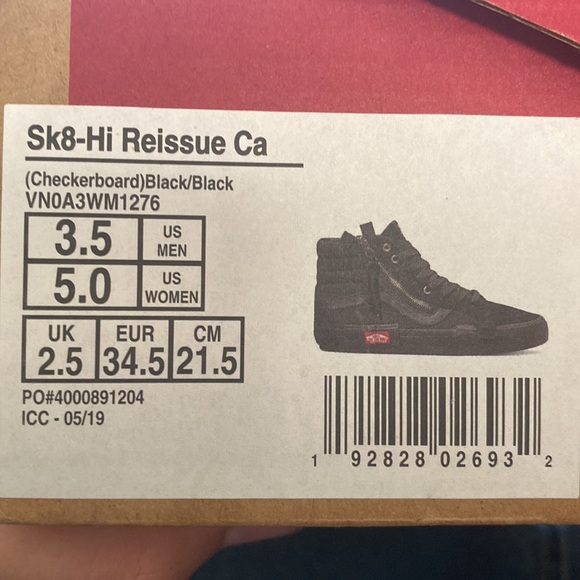 Sk8-Hi Reissue Ca
(Checkerboard)Black/Black
VN0A3WM1276
3.5 US MEN
5.0 US WOMEN
UK EUR CM
2.5 34.5 21.5
PO#4000891204
ICC - 05/19
1 92828 02693 2